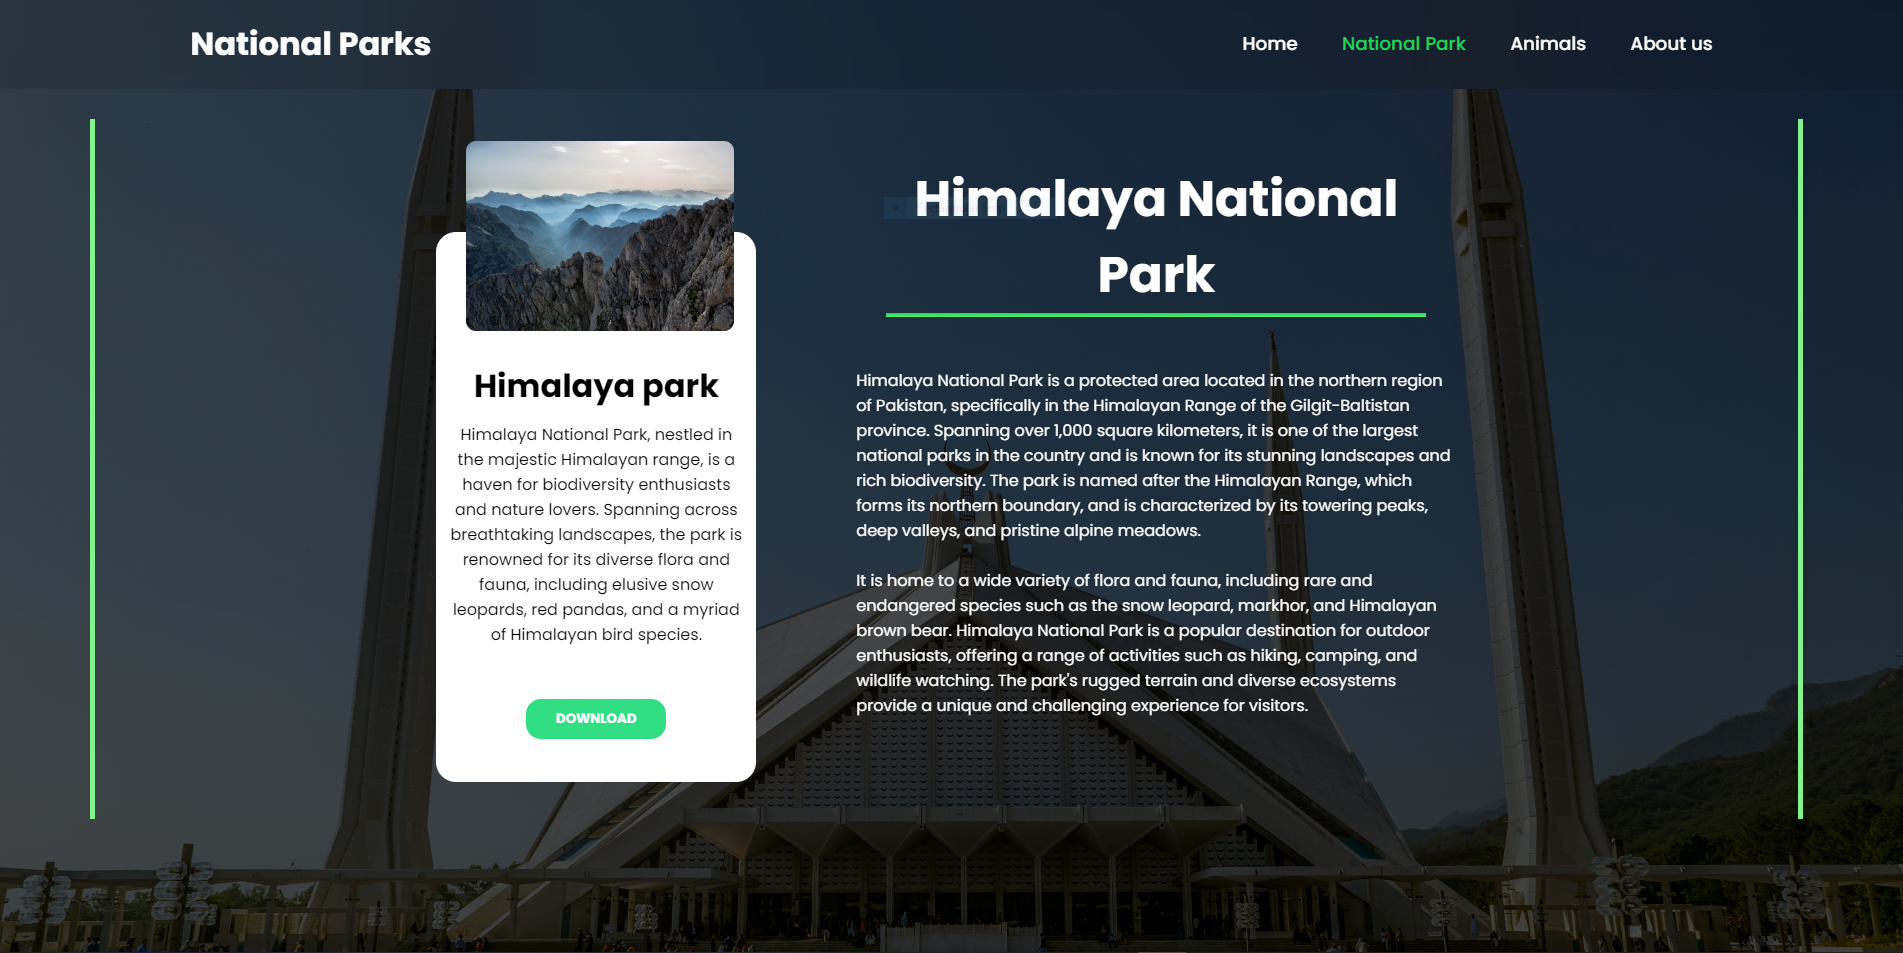 National Parks
Home
National Park
Animals
About us
Himalaya park
Himalaya National Park, nestled in
the majestic Himalayan range, is a
haven for biodiversity enthusiasts
and nature lovers. Spanning across
breathtaking landscapes, the park is
renowned for its diverse flora and
fauna, including elusive snow
leopards, red pandas, and a myriad
of Himalayan bird species.
DOWNLOAD
Himalaya National
Park
Himalaya National Park is a protected area located in the northern region
of Pakistan, specifically in the Himalayan Range of the Gilgit-Baltistan
province. Spanning over 1,000 square kilometers, it is one of the largest
national parks in the country and is known for its stunning landscapes and
rich biodiversity. The park is named after the Himalayan Range, which
forms its northern boundary, and is characterized by its towering peaks,
deep valleys, and pristine alpine meadows.
It is home to a wide variety of flora and fauna, including rare and
endangered species such as the snow leopard, markhor, and Himalayan
brown bear. Himalaya National Park is a popular destination for outdoor
enthusiasts, offering a range of activities such as hiking, camping, and
wildlife watching. The park's rugged terrain and diverse ecosystems
provide a unique and challenging experience for visitors.